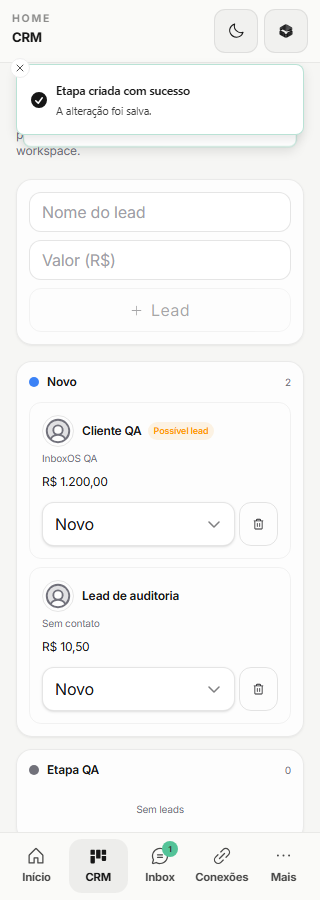 HOME
CRM
Etapa criada com sucesso
A alteração foi salva.
workspace.
Nome do lead
Valor (R$)
+ Lead
Novo 2
Cliente QA Possível lead
InboxOS QA
R$ 1.200,00
Novo
Lead de auditoria
Sem contato
R$ 10,50
Novo
Etapa QA 0
Sem leads
1
Início CRM Inbox Conexões Mais